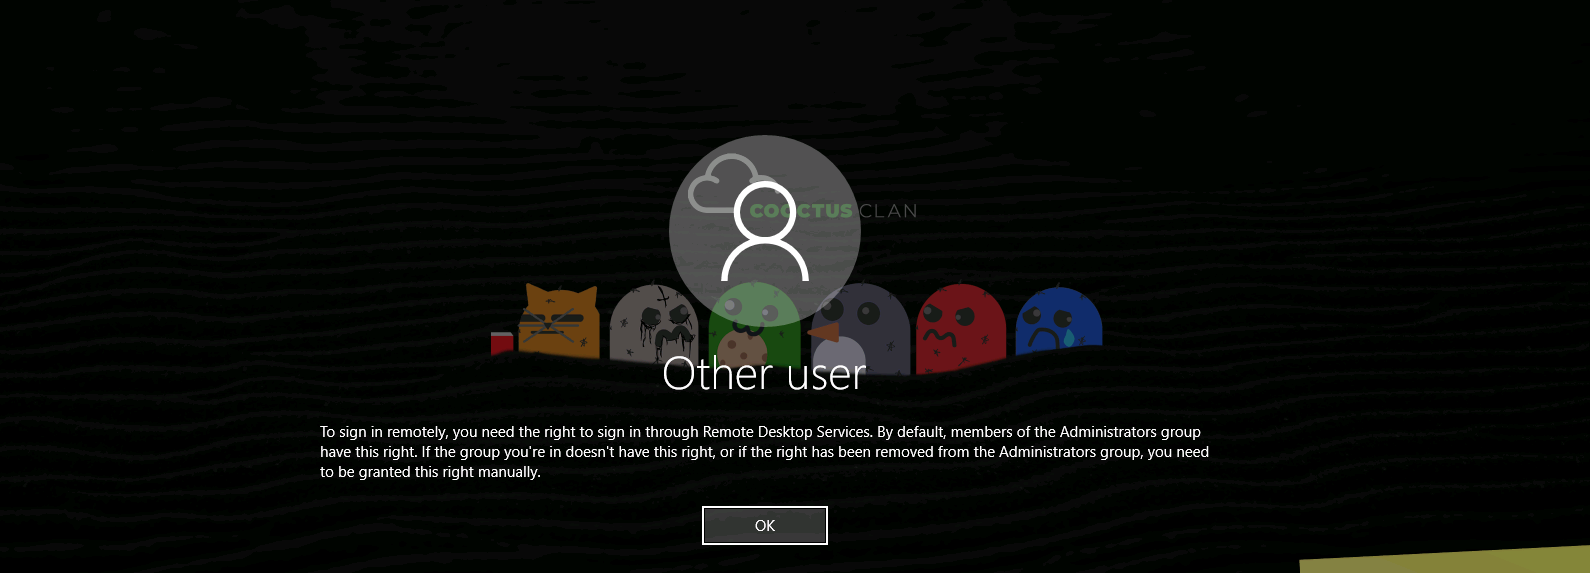 COOCTUS CLAN
Other user
To sign in remotely, you need the right to sign in through Remote Desktop Services. By default, members of the Administrators group
have this right. If the group you're in doesn't have this right, or if the right has been removed from the Administrators group, you need
to be granted this right manually.
OK